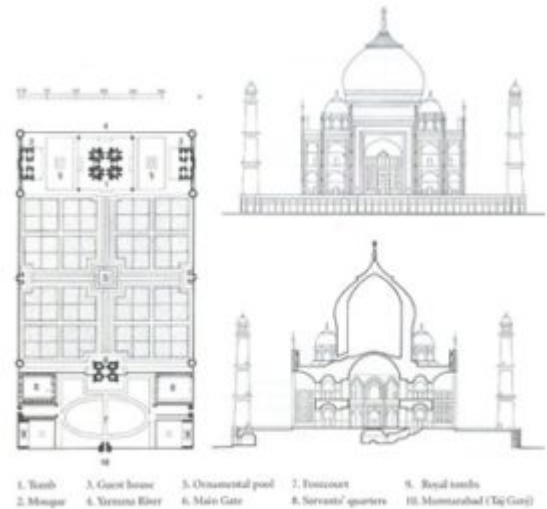 1. Tomb 3. Guest house 5. Ornamental pool 7. Forecourt 9. Royal tombs
2. Mosque 4. Yamuna River 6. Main Gate 8. Servants' quarters 10. Mumtazabad (Taj Ganj)